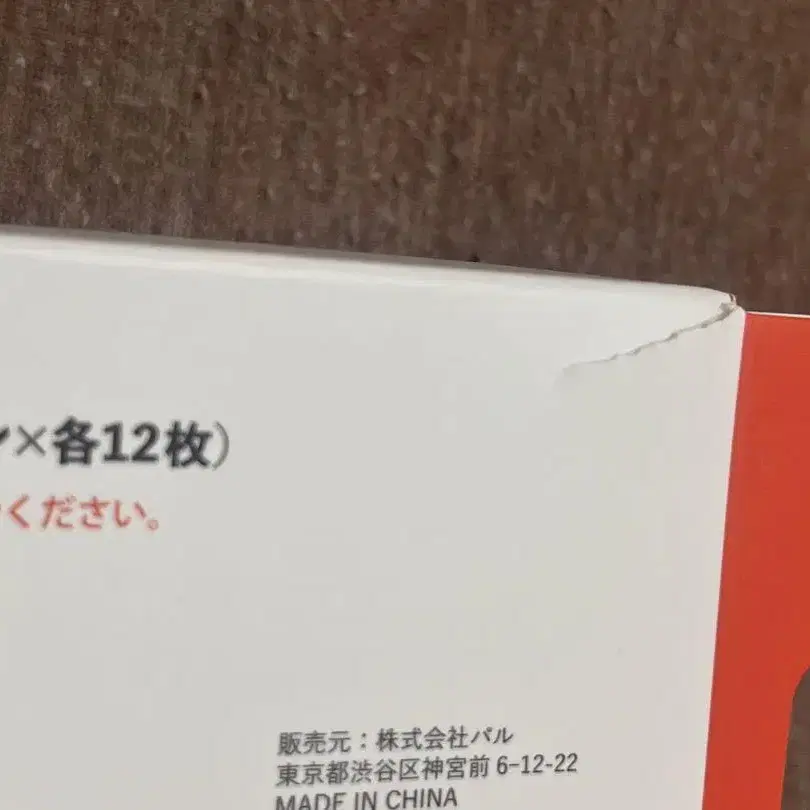 ×各12枚）
ください。
販売元：株式会社パル
東京都渋谷区神宮前 6-12-22
MADE IN CHINA